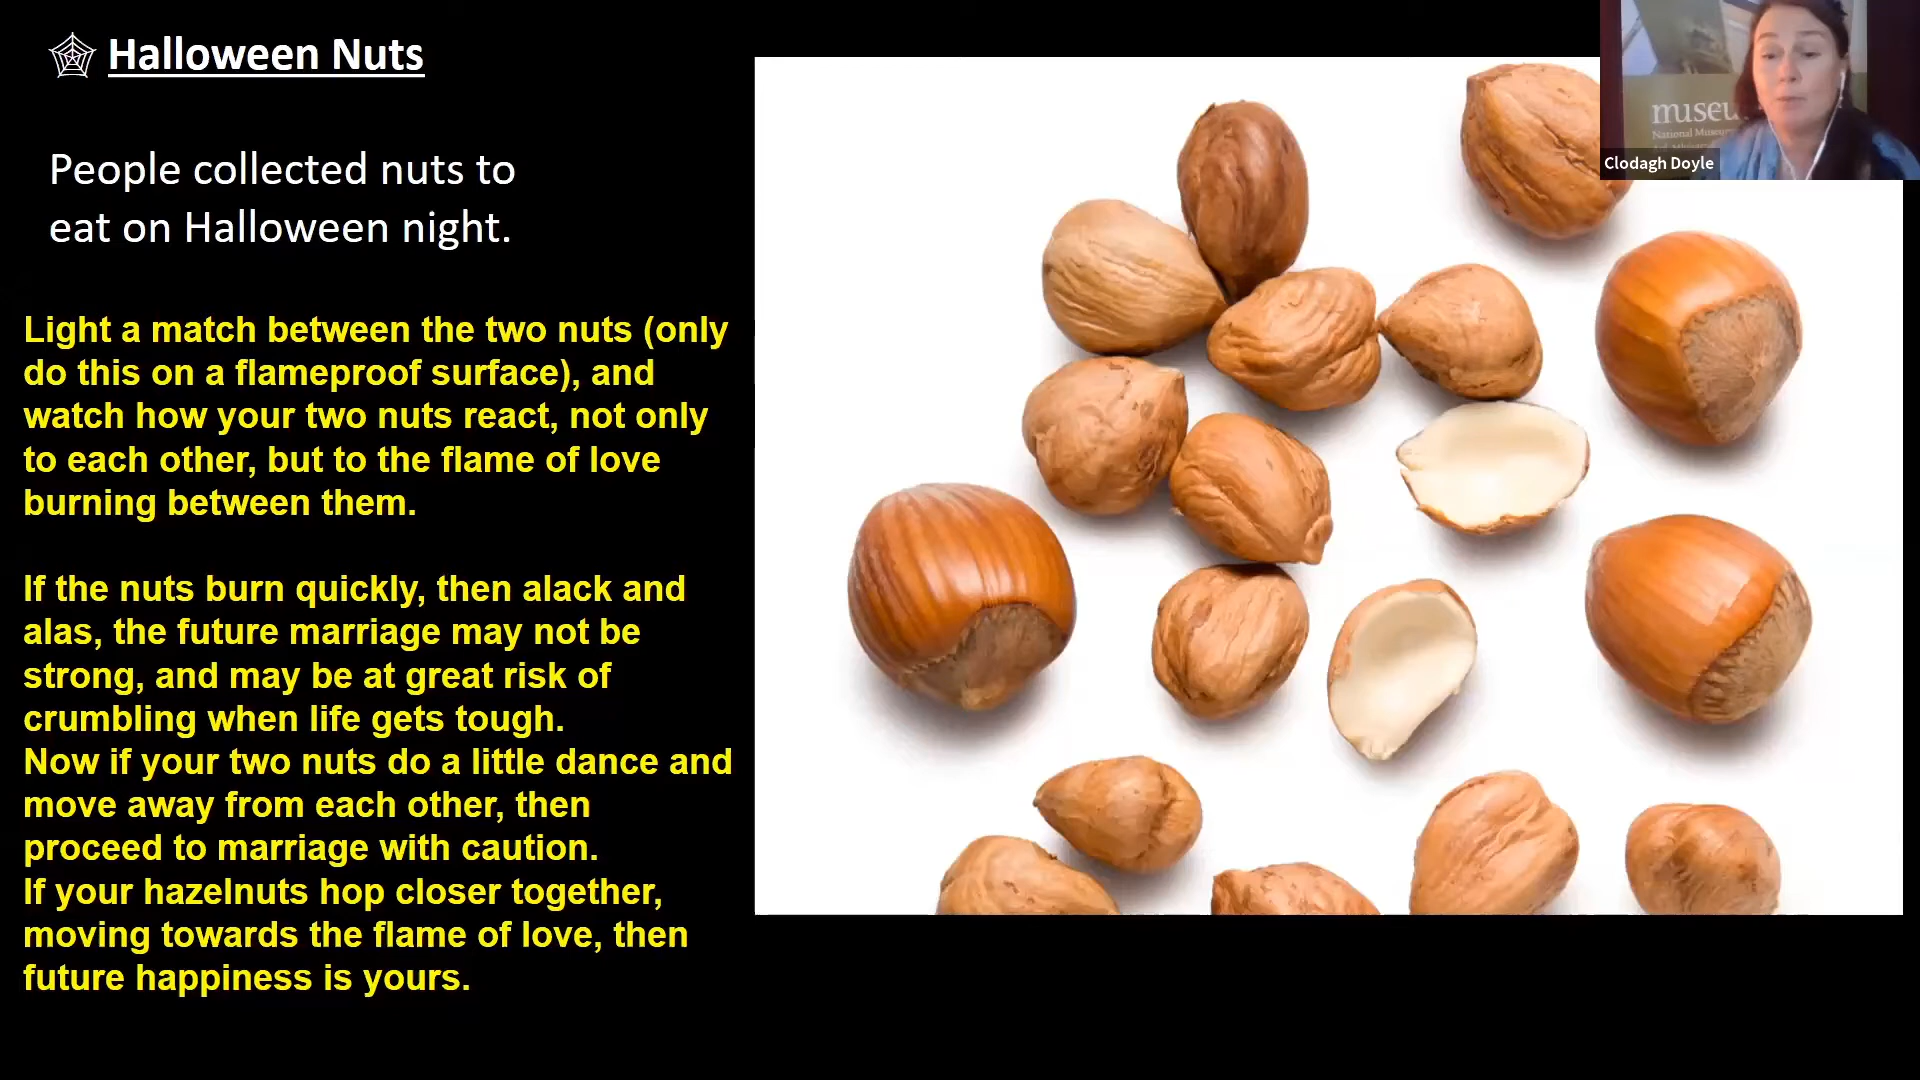 Halloween Nuts
People collected nuts to
eat on Halloween night.
Light a match between the two nuts (only
do this on a flameproof surface), and
watch how your two nuts react, not only
to each other, but to the flame of love
burning between them.
If the nuts burn quickly, then alack and
alas, the future marriage may not be
strong, and may be at great risk of
crumbling when life gets tough.
Now if your two nuts do a little dance and
move away from each other, then
proceed to marriage with caution.
If your hazelnuts hop closer together,
moving towards the flame of love, then
future happiness is yours.
museu
National Museum
Clodagh Doyle